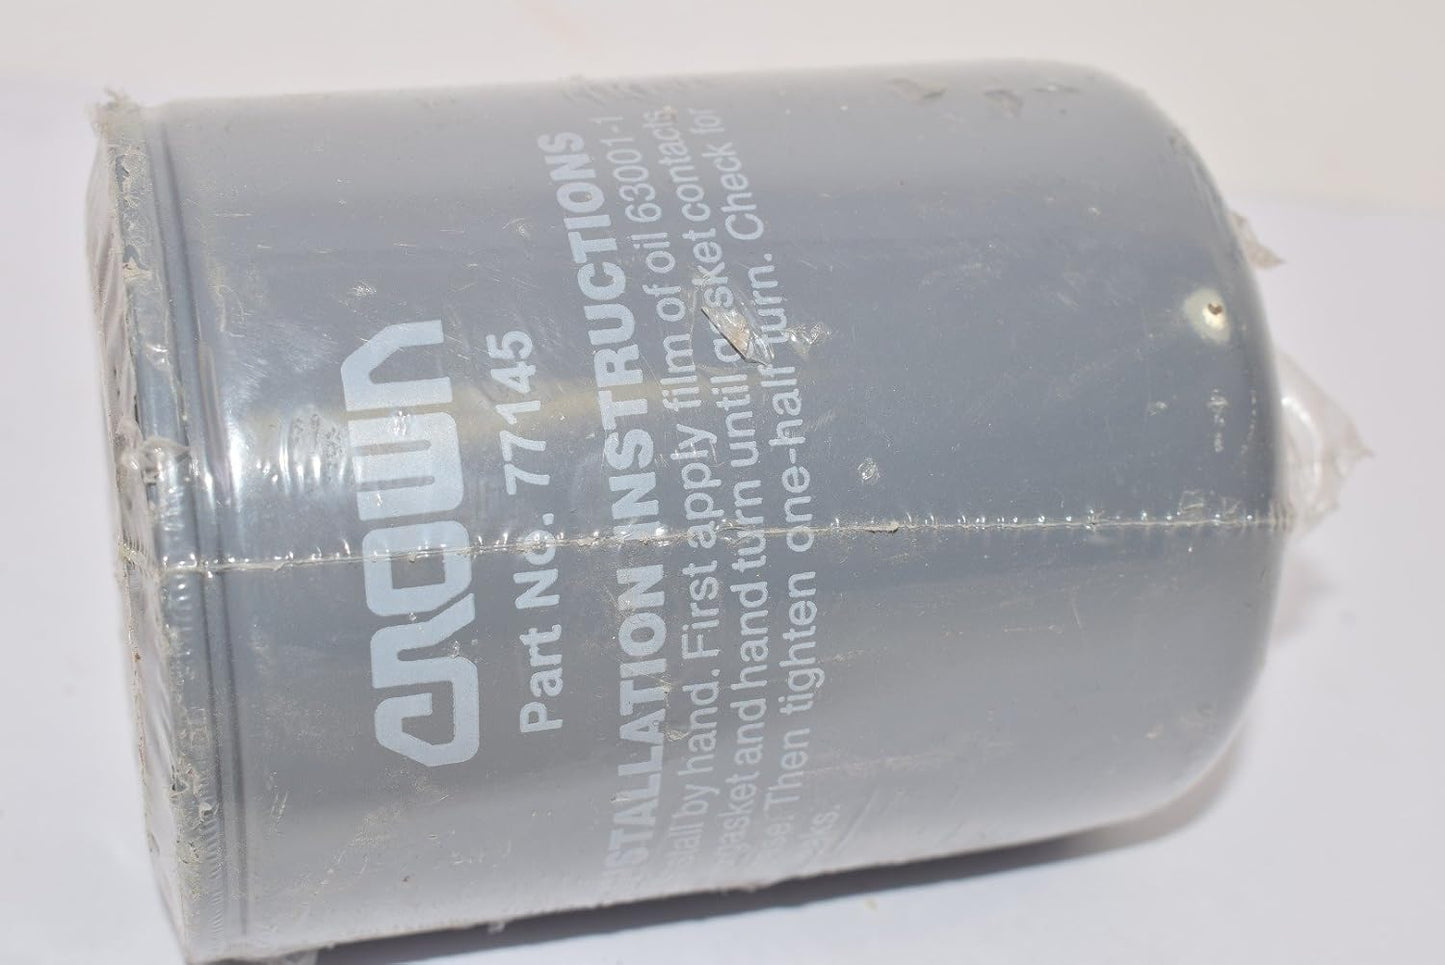 crown
Part No. 77145
INSTALLATION INSTRUCTIONS
Install by hand. First apply film of oil 63001-1
gasket and hand turn until gasket contacts
Then tighten one-half turn. Check for
leaks.